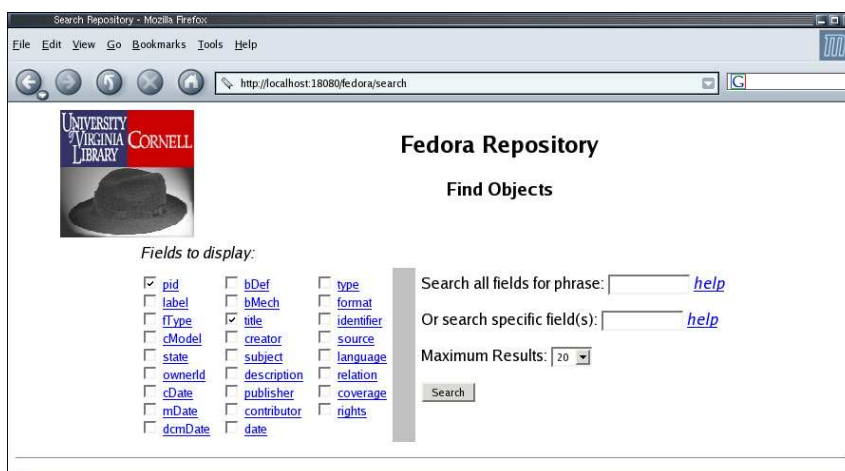 Search Repository - Mozilla Firefox
File Edit View Go Bookmarks Tools Help
http://localhost:18080/fedora/search
G
UNIVERSITY
of VIRGINIA
LIBRARY
CORNELL
Fedora Repository
Find Objects
Fields to display:
pid bDef type
label bMech format
fType title identifier
cModel creator source
state subject language
ownerId description relation
cDate publisher coverage
mDate contributor rights
dcmDate date
Search all fields for phrase: help
Or search specific field(s): help
Maximum Results: 20
Search